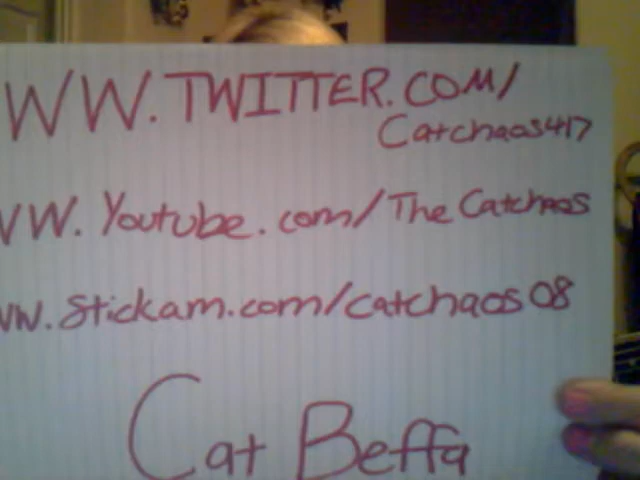 WW.TWITTER.COM/
Catchaos417
WW.Youtube.com/TheCatchaos
ww.Stickam.com/catchaos08
Cat Beffa